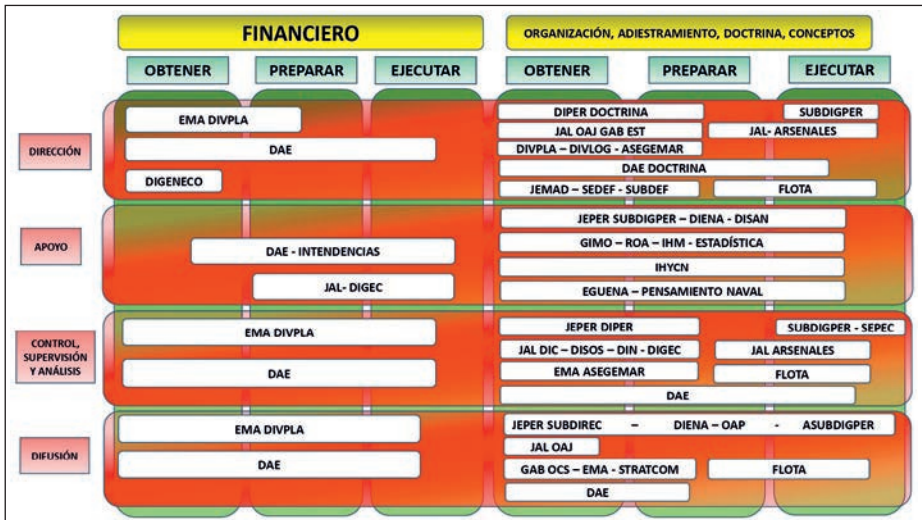 FINANCIERO
ORGANIZACIÓN, ADIESTRAMIENTO, DOCTRINA, CONCEPTOS
OBTENER
PREPARAR
EJECUTAR
OBTENER
PREPARAR
EJECUTAR
DIRECCIÓN
EMA DIVPLA
DAE
DIGENECO
DIPER DOCTRINA
SUBDIGPER
JAL OAJ GAB EST
JAL- ARSENALES
DIVPLA – DIVLOG - ASEGEMAR
DAE DOCTRINA
JEMAD – SEDEF - SUBDEF
FLOTA
APOYO
DAE - INTENDENCIAS
JAL- DIGEC
JEPER SUBDIGPER – DIENA - DISAN
GIMO – ROA – IHM - ESTADÍSTICA
IHYCN
EGUENA – PENSAMIENTO NAVAL
CONTROL,
SUPERVISIÓN
Y ANÁLISIS
EMA DIVPLA
DAE
JEPER DIPER
SUBDIGPER - SEPEC
JAL DIC – DISOS – DIN - DIGEC
JAL ARSENALES
EMA ASEGEMAR
FLOTA
DAE
DIFUSIÓN
EMA DIVPLA
DAE
JEPER SUBDIREC – DIENA – OAP - ASUBDIGPER
JAL OAJ
GAB OCS – EMA - STRATCOM
FLOTA
DAE